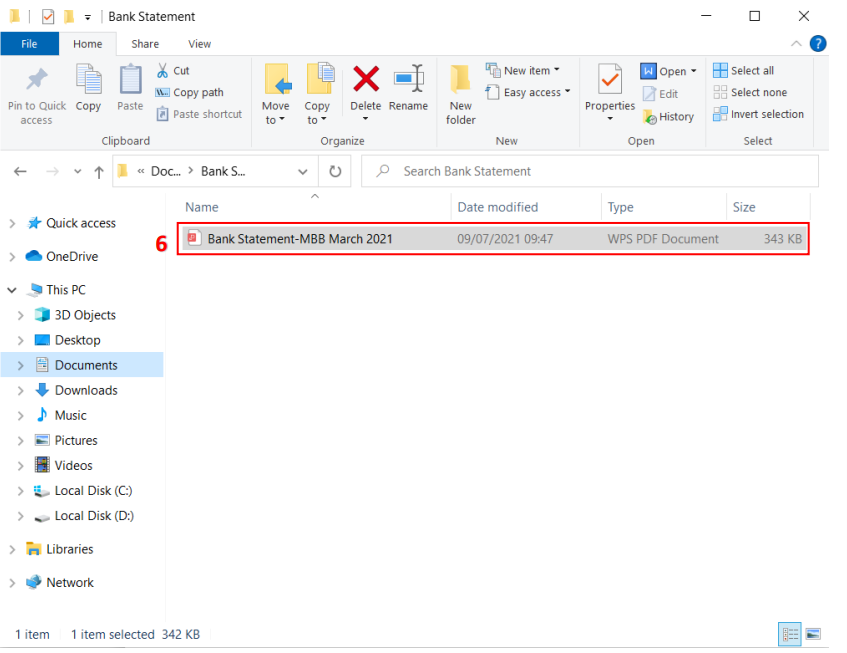 Bank Statement
File Home Share View
Pin to Quick access
Copy
Paste
Cut
Copy path
Paste shortcut
Clipboard
Move to
Copy to
Delete
Rename
Organize
New folder
New item
Easy access
New
Properties
Open
Edit
History
Open
Select all
Select none
Invert selection
Select
« Doc... > Bank S...
Search Bank Statement
Name Date modified Type Size
6 Bank Statement-MBB March 2021 09/07/2021 09:47 WPS PDF Document 343 KB
Quick access
OneDrive
This PC
3D Objects
Desktop
Documents
Downloads
Music
Pictures
Videos
Local Disk (C:)
Local Disk (D:)
Libraries
Network
1 item 1 item selected 342 KB